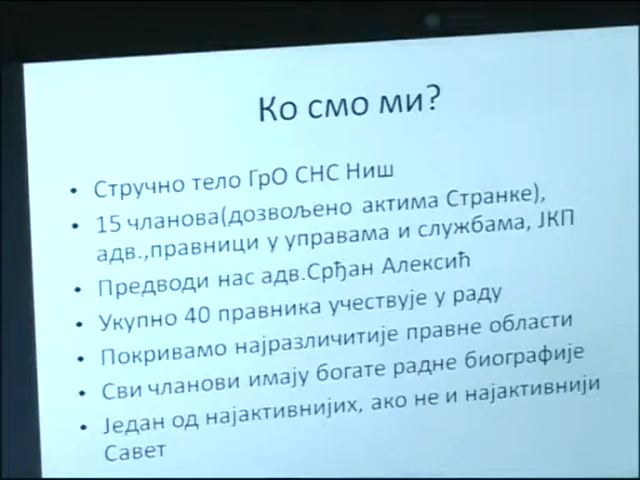 Ко смо ми?
• Стручно тело ГрО СНС Ниш
• 15 чланова(дозвољено актима Странке),
адв.,правници у управама и службама, ЈКП
• Предводи нас адв.Срђан Алексић
• Укупно 40 правника учествује у раду
• Покривамо најразличитије правне области
• Сви чланови имају богате радне биографије
• Један од најактивнијих, ако не и најактивнији
Савет